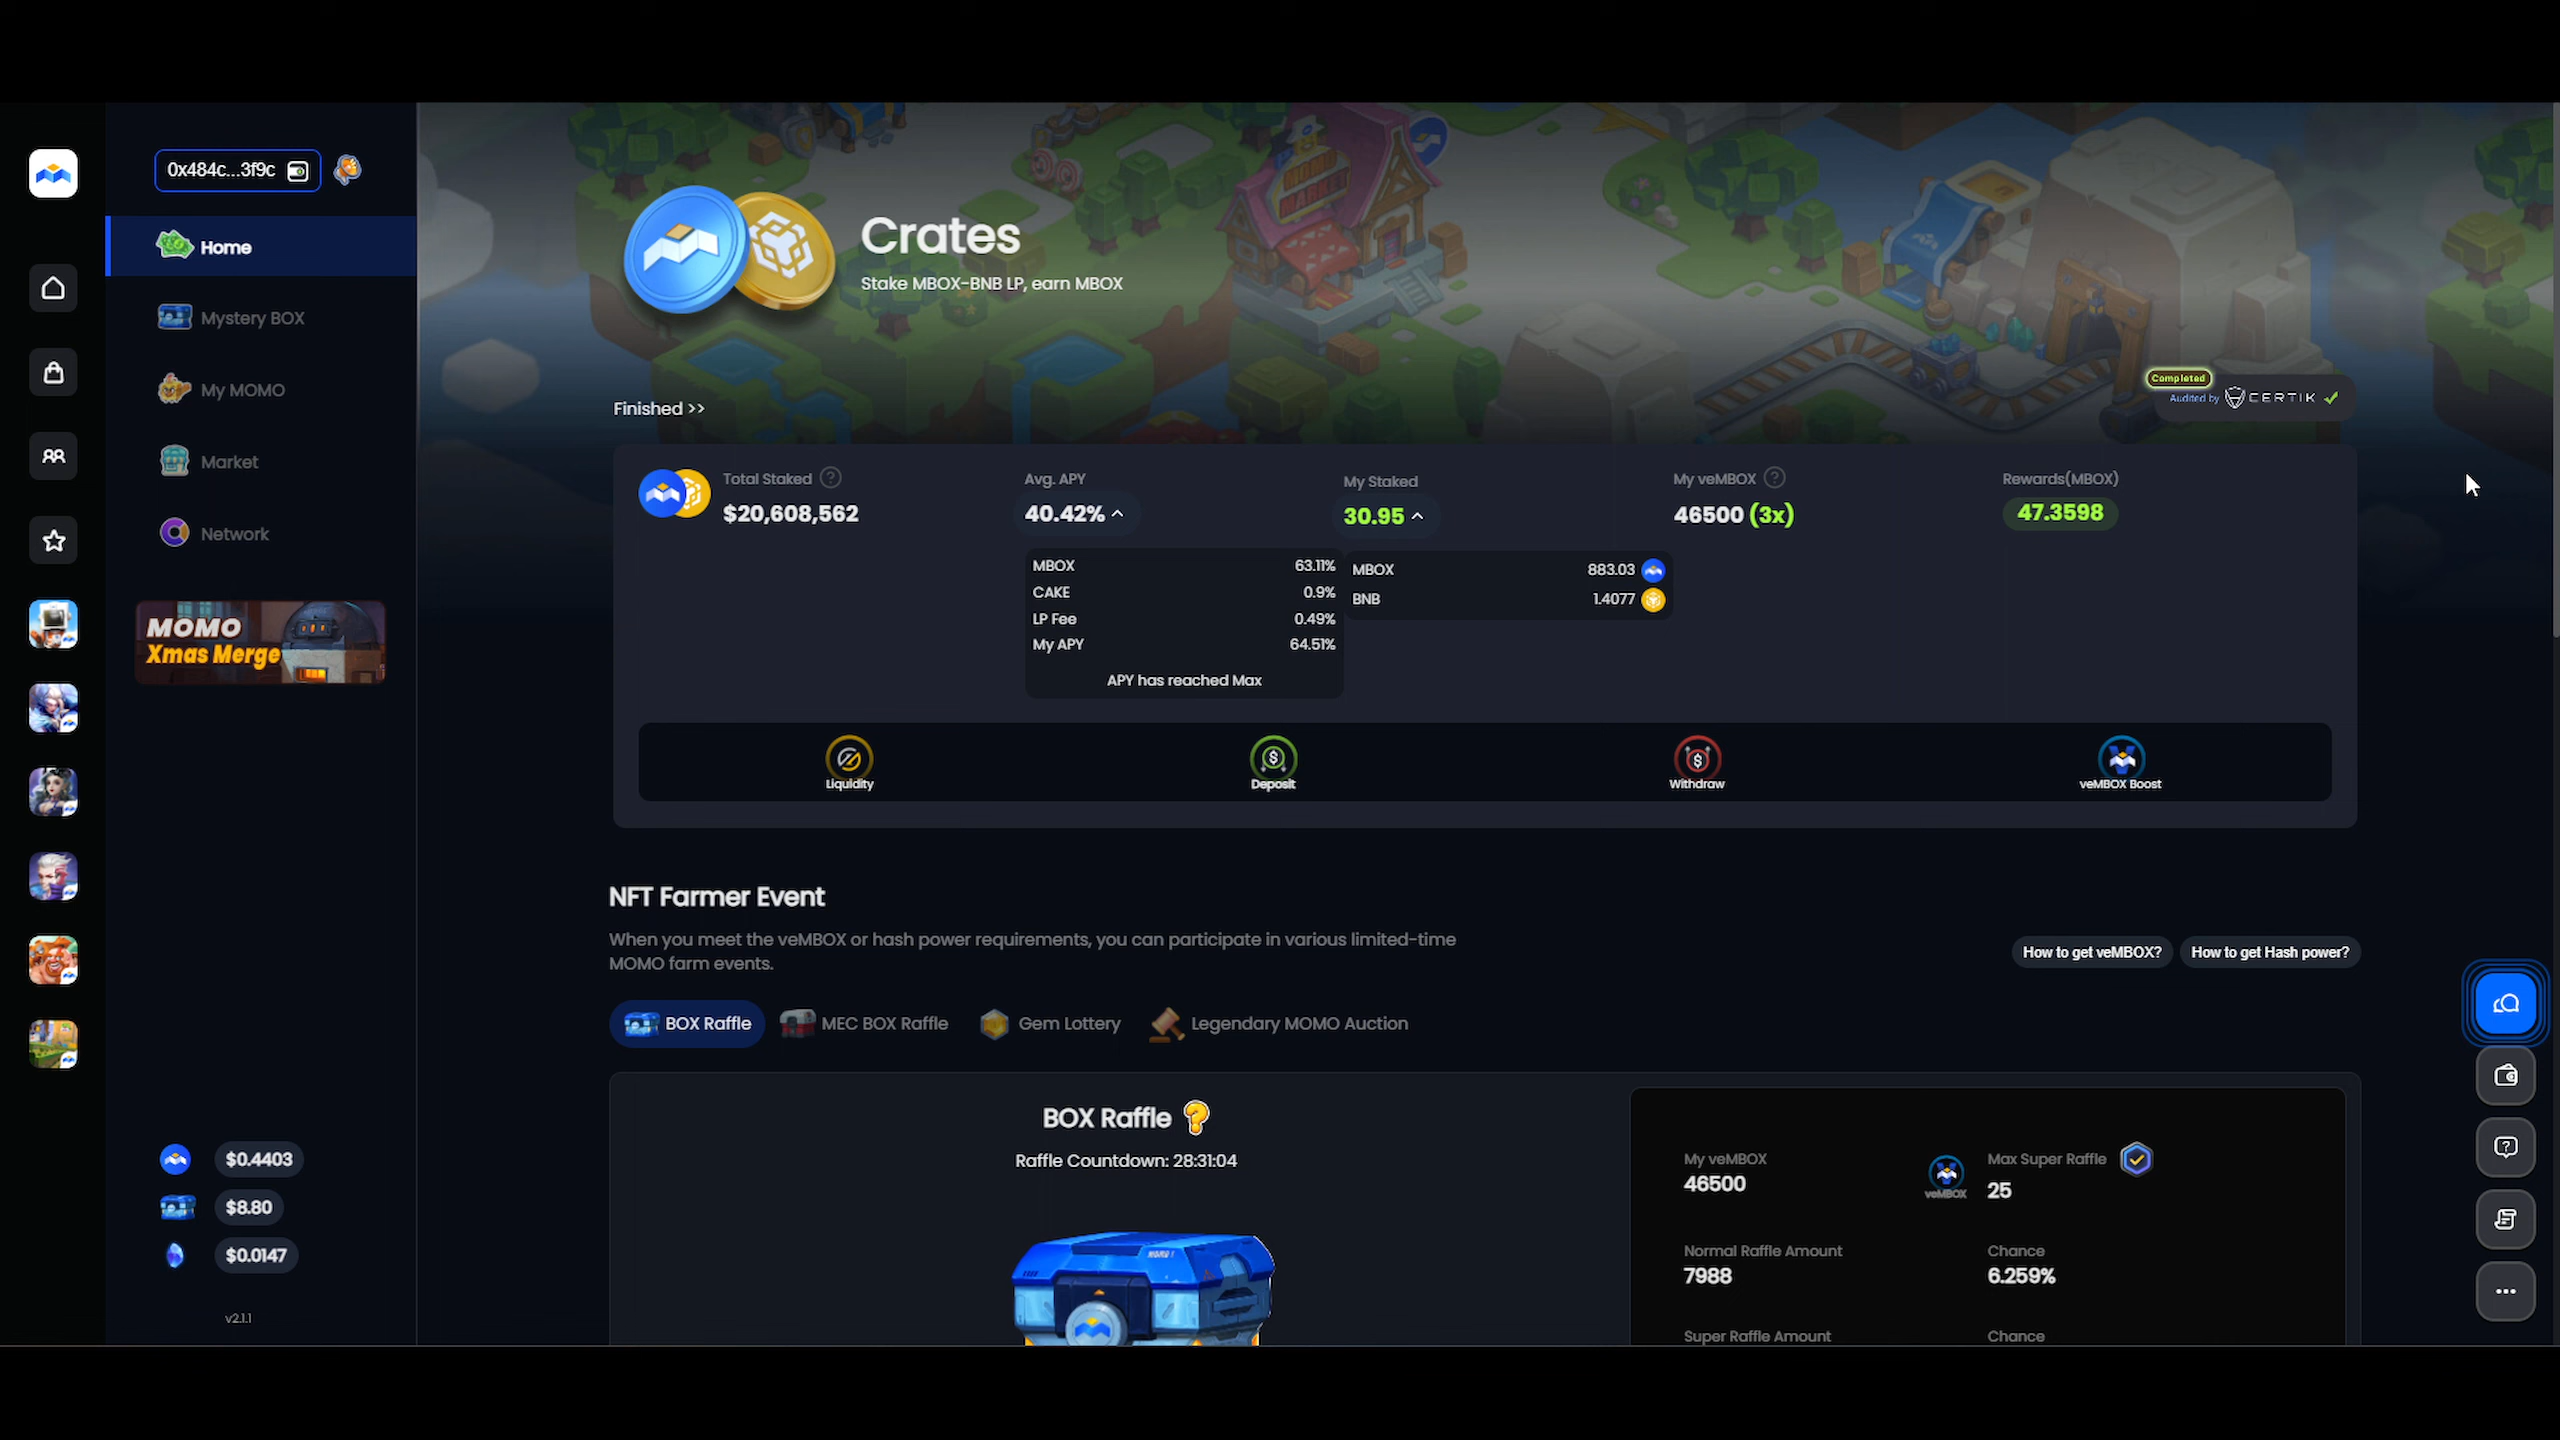 0x484c...3f9c
Home
Mystery BOX
My MOMO
Market
Network
MOMO
Xmas Merge
$0.4403
$8.80
$0.0147
v2.1.1
Crates
Stake MBOX-BNB LP, earn MBOX
Finished >>
Completed
Audited by CERTIK
Total Staked
$20,608,562
Avg. APY
40.42%
MBOX 63.11%
CAKE 0.9%
LP Fee 0.49%
My APY 64.51%
APY has reached Max
My Staked
30.95
MBOX 883.03
BNB 1.4077
My veMBOX
46500 (3x)
Rewards(MBOX)
47.3598
Liquidity
Deposit
Withdraw
veMBOX Boost
NFT Farmer Event
When you meet the veMBOX or hash power requirements, you can participate in various limited-time
MOMO farm events.
How to get veMBOX?
How to get Hash power?
BOX Raffle
MEC BOX Raffle
Gem Lottery
Legendary MOMO Auction
BOX Raffle
Raffle Countdown: 28:31:04
My veMBOX
46500
veMBOX
Max Super Raffle
25
Normal Raffle Amount
7988
Chance
6.259%
Super Raffle Amount
Chance